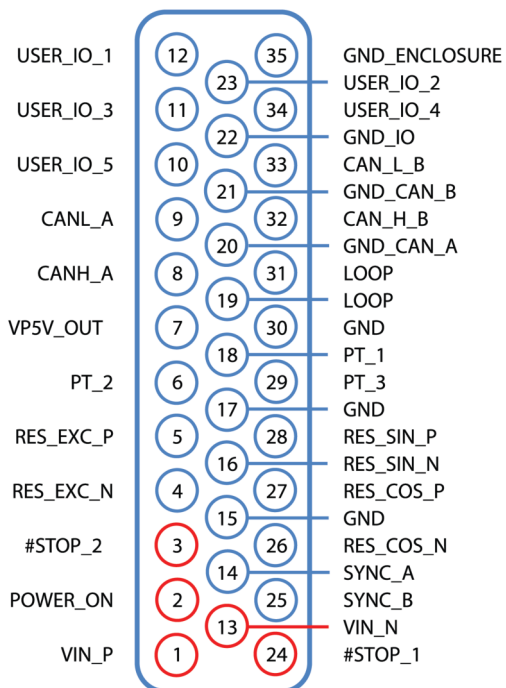 USER_IO_1 12 35 GND_ENCLOSURE
23 USER_IO_2
USER_IO_3 11 34 USER_IO_4
22 GND_IO
USER_IO_5 10 33 CAN_L_B
21 GND_CAN_B
CANL_A 9 32 CAN_H_B
20 GND_CAN_A
CANH_A 8 31 LOOP
19 LOOP
VP5V_OUT 7 30 GND
18 PT_1
PT_2 6 29 PT_3
17 GND
RES_EXC_P 5 28 RES_SIN_P
16 RES_SIN_N
RES_EXC_N 4 27 RES_COS_P
15 GND
#STOP_2 3 26 RES_COS_N
14 SYNC_A
POWER_ON 2 25 SYNC_B
13 VIN_N
VIN_P 1 24 #STOP_1